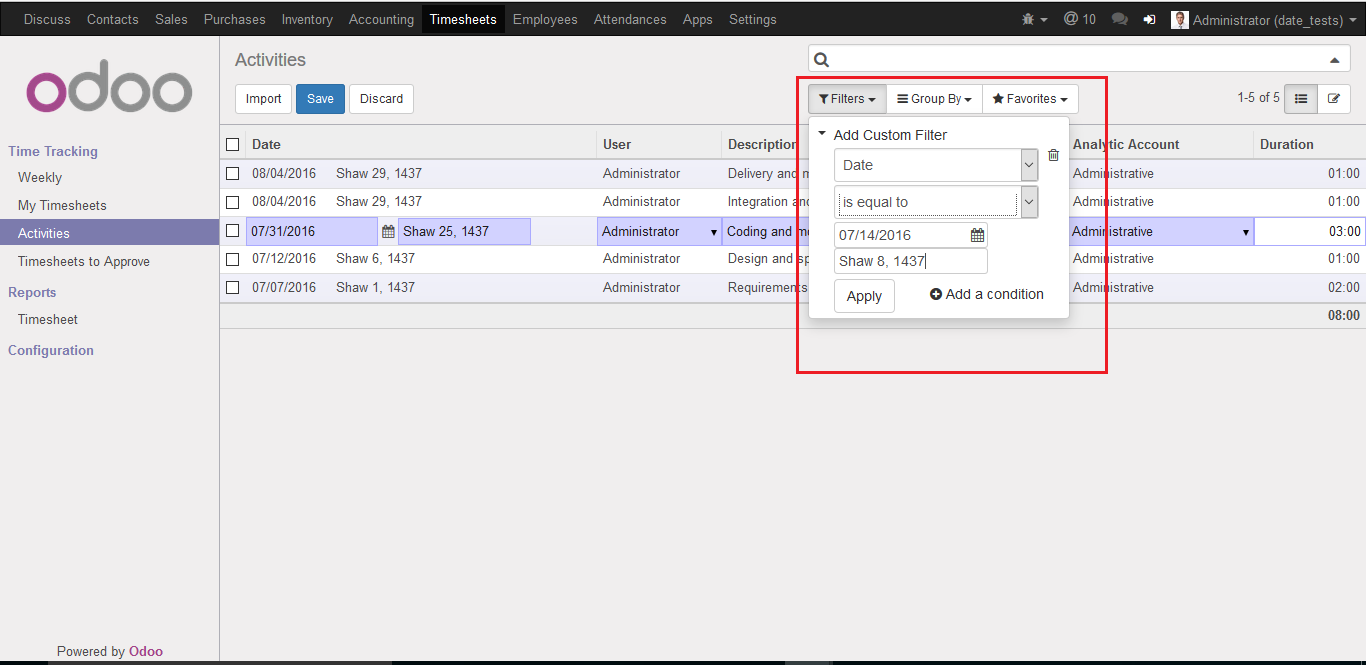 Discuss Contacts Sales Purchases Inventory Accounting Timesheets Employees Attendances Apps Settings @ 10 Administrator (date_tests)
odoo
Time Tracking
Weekly
My Timesheets
Activities
Timesheets to Approve
Reports
Timesheet
Configuration
Powered by Odoo
Activities
Import Save Discard
Filters Group By Favorites
1-5 of 5
Date User Description Analytic Account Duration
08/04/2016 Shaw 29, 1437 Administrator Delivery and m Administrative 01:00
08/04/2016 Shaw 29, 1437 Administrator Integration an Administrative 01:00
07/31/2016 Shaw 25, 1437 Administrator Coding and mo Administrative 03:00
07/12/2016 Shaw 6, 1437 Administrator Design and sp Administrative 01:00
07/07/2016 Shaw 1, 1437 Administrator Requirements Administrative 02:00
08:00
Add Custom Filter
Date
is equal to
07/14/2016
Shaw 8, 1437
Apply Add a condition